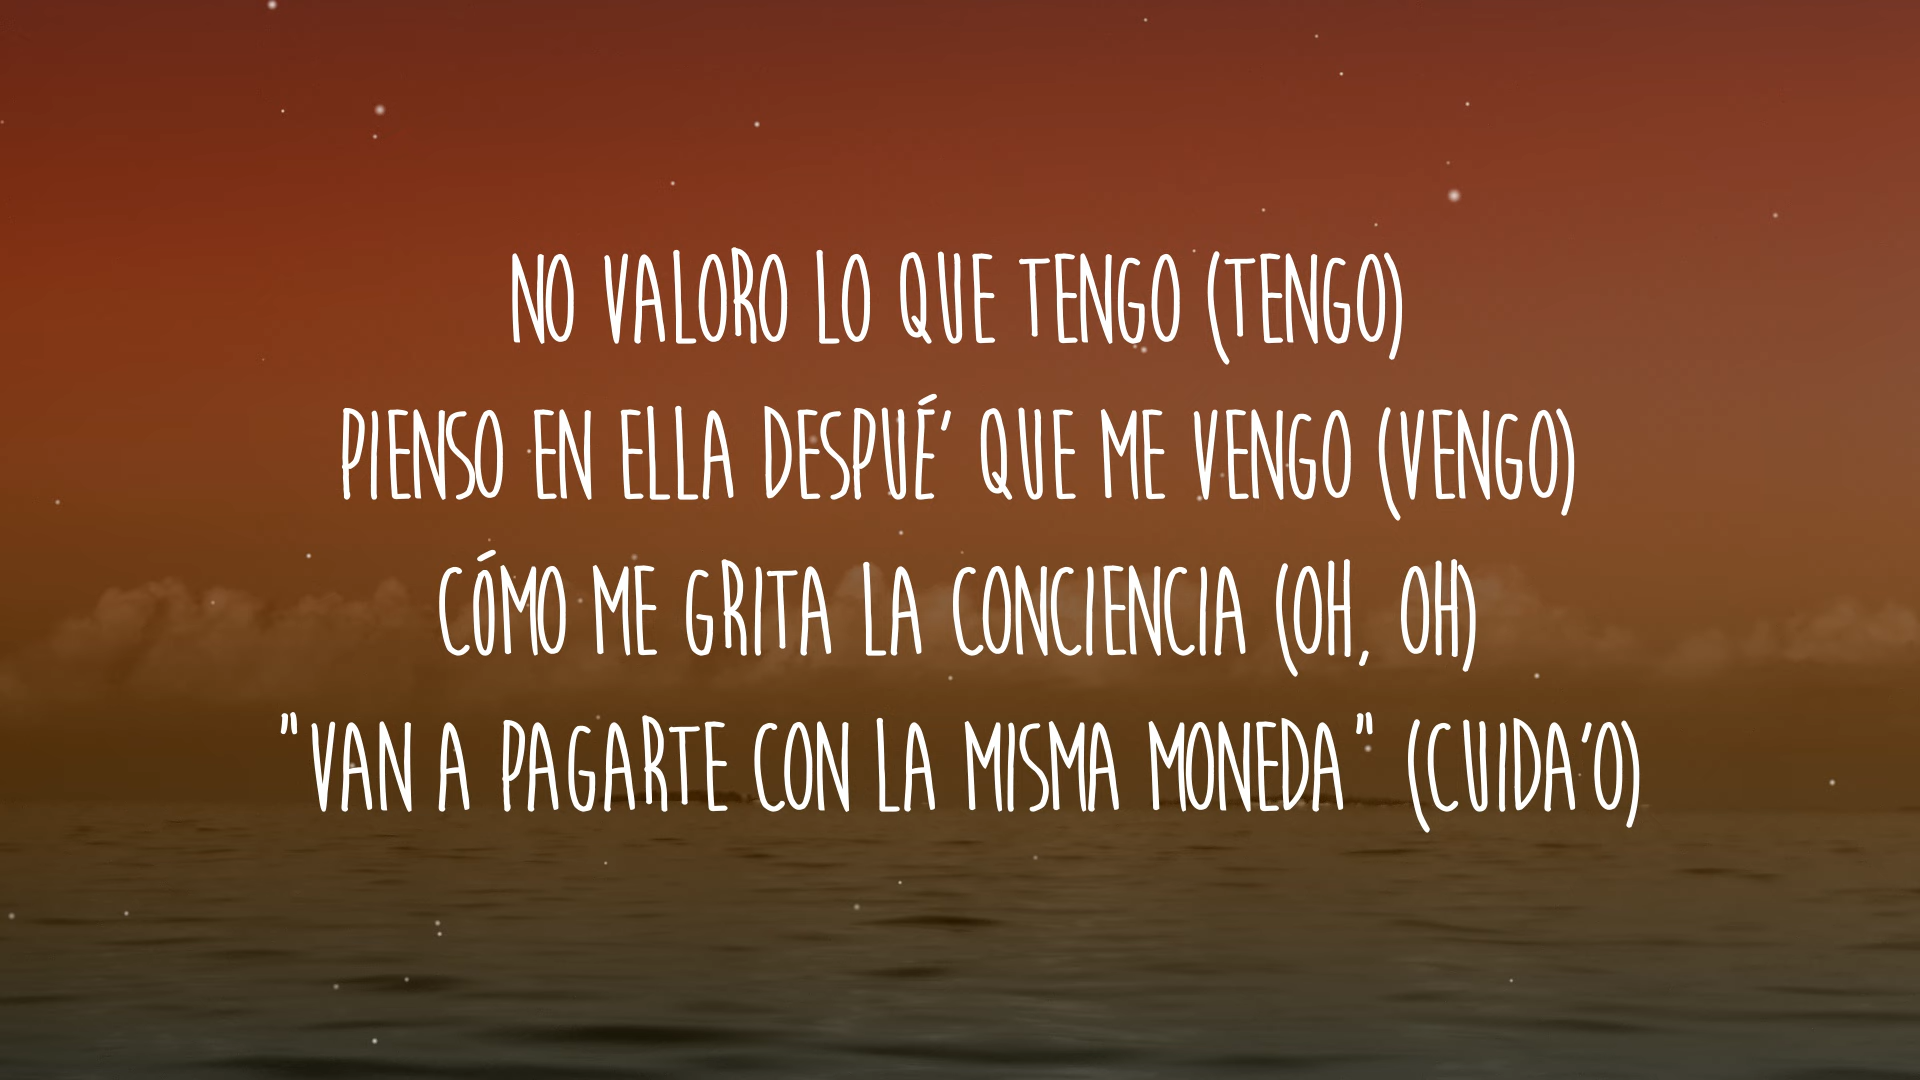 NO VALORO LO QUE TENGO (TENGO)
PIENSO EN ELLA DESPUÉ' QUE ME VENGO (VENGO)
CÓMO ME GRITA LA CONCIENCIA (OH, OH)
"VAN A PAGARTE CON LA MISMA MONEDA" (CUIDA'O)